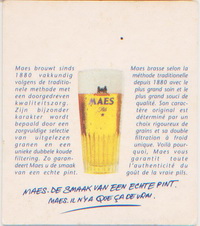 Maes brouwt sinds
1880 vakkundig
volgens de traditio-
nele methode met
een doorgedreven
kwaliteitszorg.
Zijn bijzonder
karakter wordt
bepaald door een
zorgvuldige selectie
van uitgelezen
granen en een
unieke dubbele koude
filtering. Zo garan-
deert Maes u de smaak
van een echte pint.
MAES
Maes brasse selon la
méthode traditionnelle
depuis 1880 avec le
plus grand soin et le
plus grand souci de
qualité. Son carac-
tère original est
déterminé par un
choix rigoureux de
grains et sa double
filtration à froid
unique. Voilà pour-
quoi, Maes vous
garantit toute
l'authenticité du
goût de la vraie pils.
MAES. DE SMAAK VAN EEN ECHTE PINT.
MAES. IL N'Y A QUE ÇA DE VRAI.